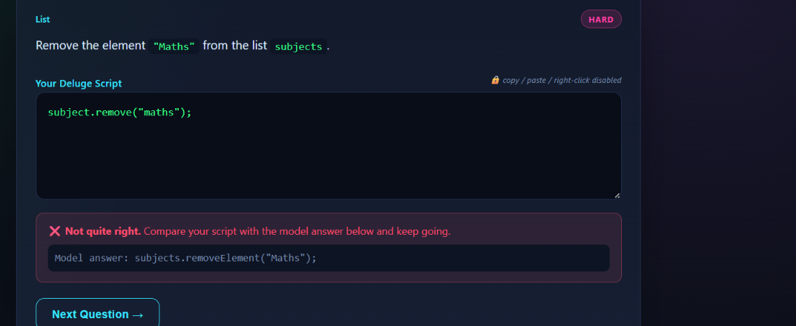 List
HARD
Remove the element "Maths" from the list subjects.
Your Deluge Script
🔒 copy / paste / right-click disabled
subject.remove("maths");
❌ Not quite right. Compare your script with the model answer below and keep going.
Model answer: subjects.removeElement("Maths");
Next Question →